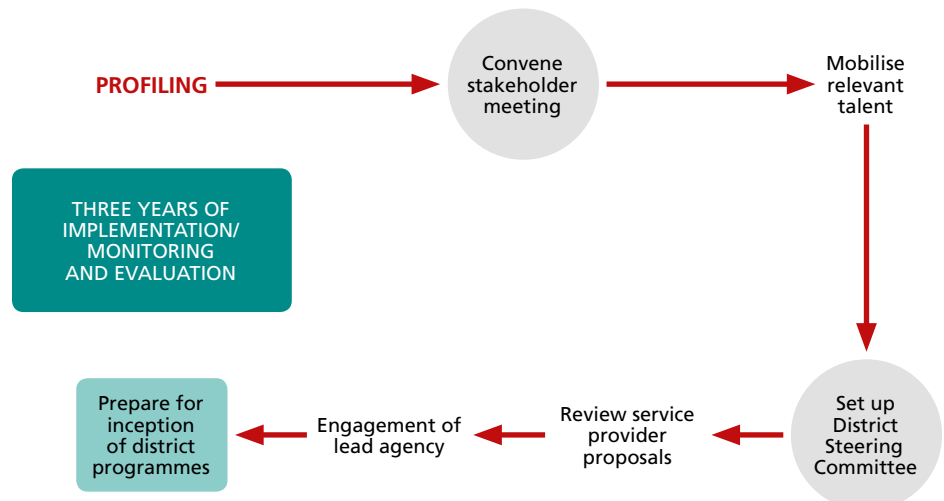 PROFILING
Convene
stakeholder
meeting
Mobilise
relevant
talent
THREE YEARS OF
IMPLEMENTATION/
MONITORING
AND EVALUATION
Set up
District
Steering
Committee
Review service
provider
proposals
Engagement of
lead agency
Prepare for
inception
of district
programmes